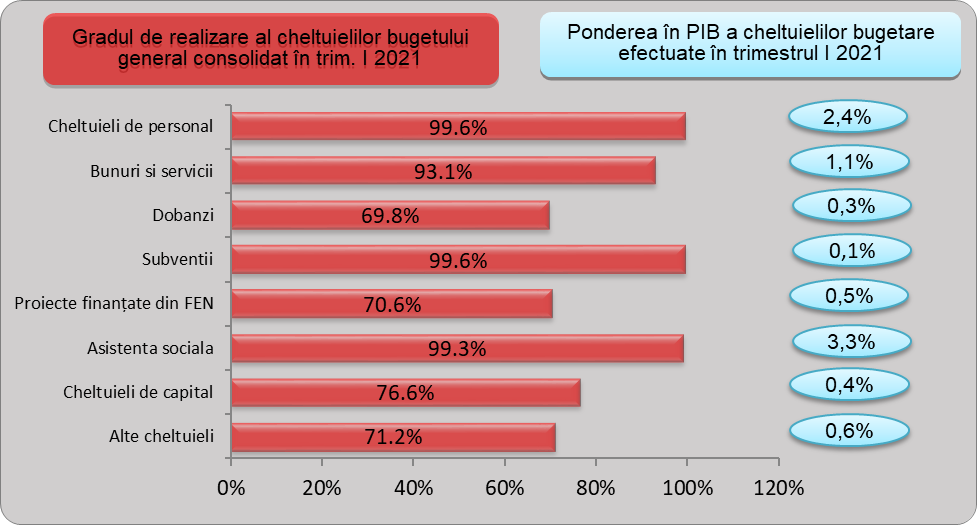 Gradul de realizare al cheltuielilor bugetului
general consolidat în trim. I 2021
Ponderea în PIB a cheltuielilor bugetare
efectuate în trimestrul I 2021
Cheltuieli de personal 99.6% 2,4%
Bunuri si servicii 93.1% 1,1%
Dobanzi 69.8% 0,3%
Subventii 99.6% 0,1%
Proiecte finanțate din FEN 70.6% 0,5%
Asistenta sociala 99.3% 3,3%
Cheltuieli de capital 76.6% 0,4%
Alte cheltuieli 71.2% 0,6%
0% 20% 40% 60% 80% 100% 120%